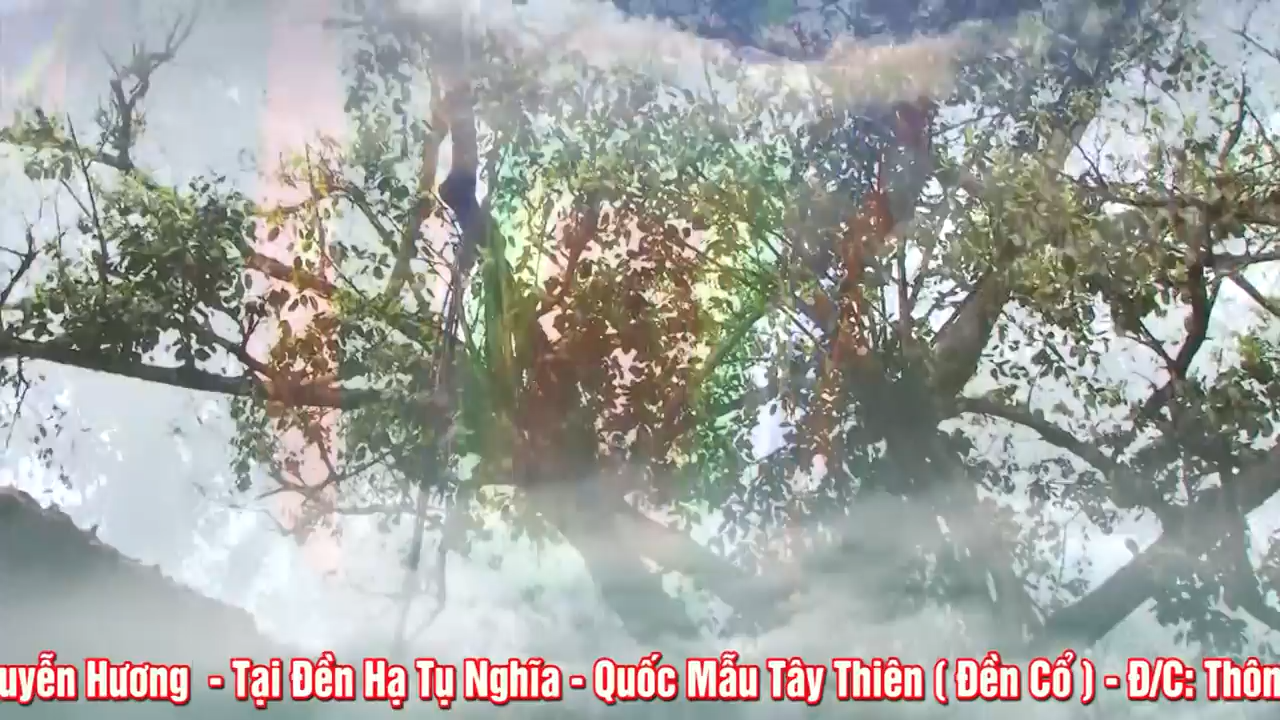 uyễn Hương - Tại Đền Hạ Tụ Nghĩa - Quốc Mẫu Tây Thiên ( Đền Cổ ) - Đ/C: Thôn